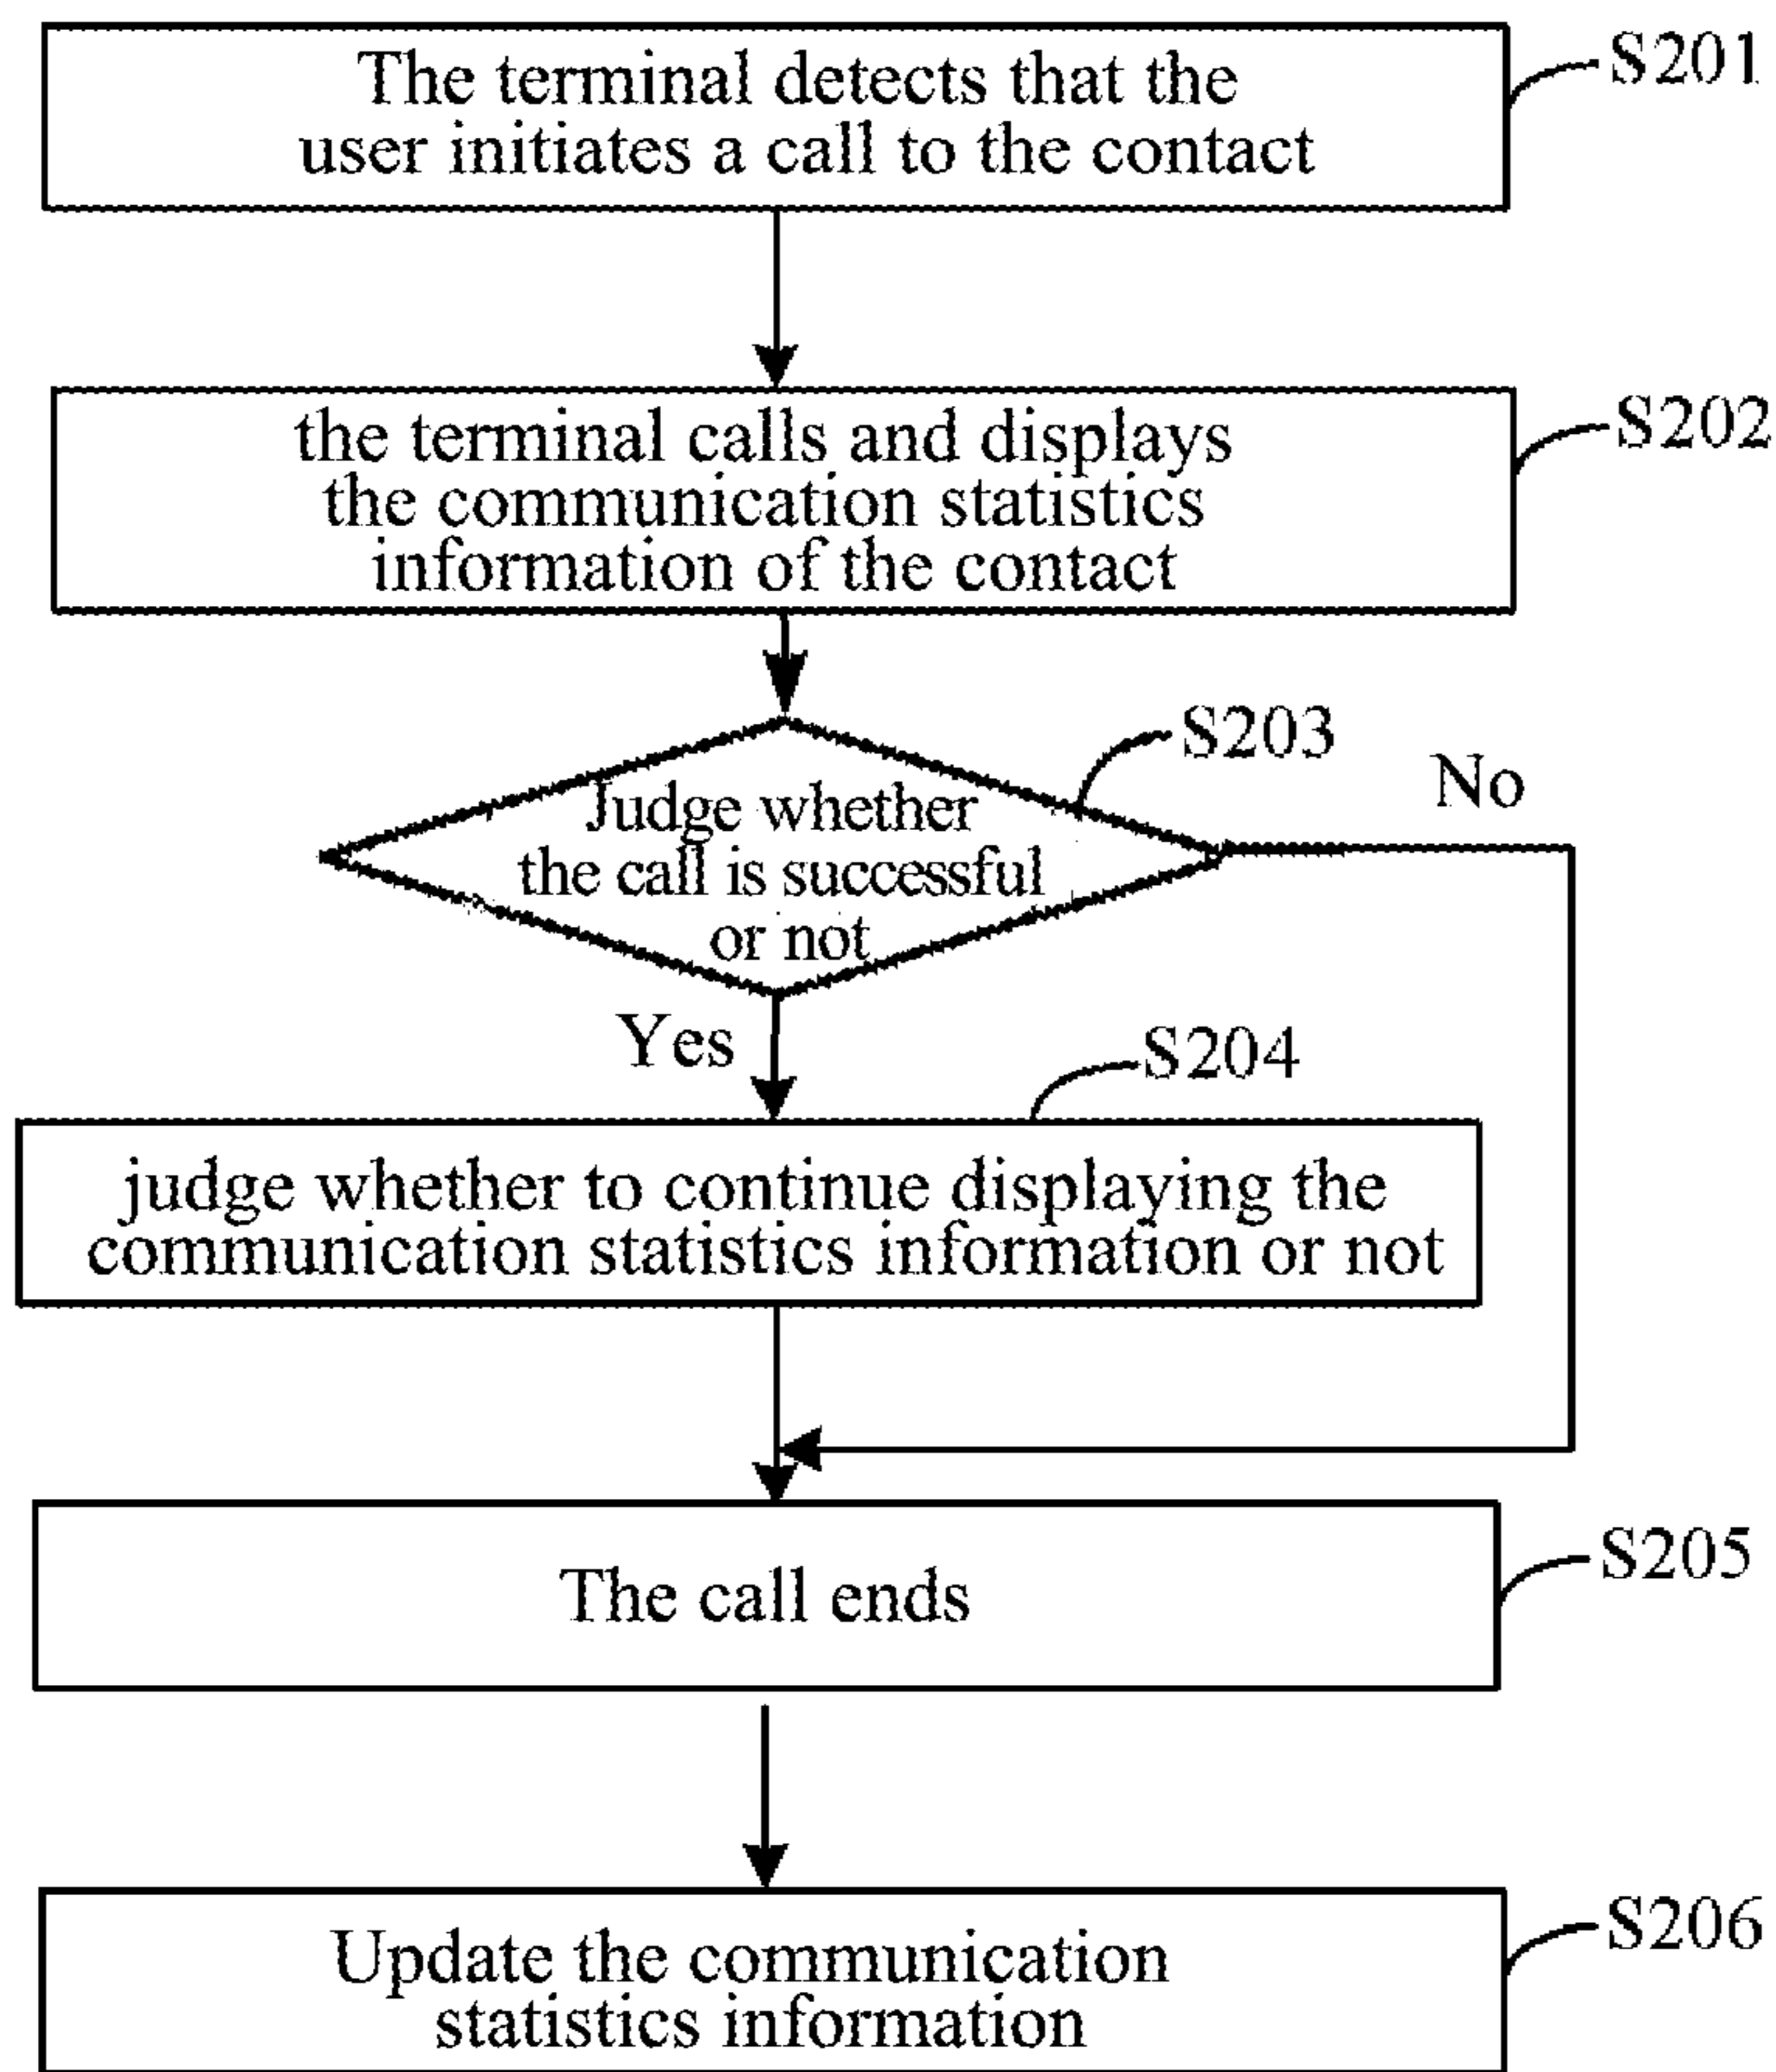 The terminal detects that the
user initiates a call to the contact
S201
the terminal calls and displays
the communication statistics
information of the contact
S202
Judge whether
the call is successful
or not
S203
No
Yes
S204
judge whether to continue displaying the
communication statistics information or not
The call ends
S205
Update the communication
statistics information
S206